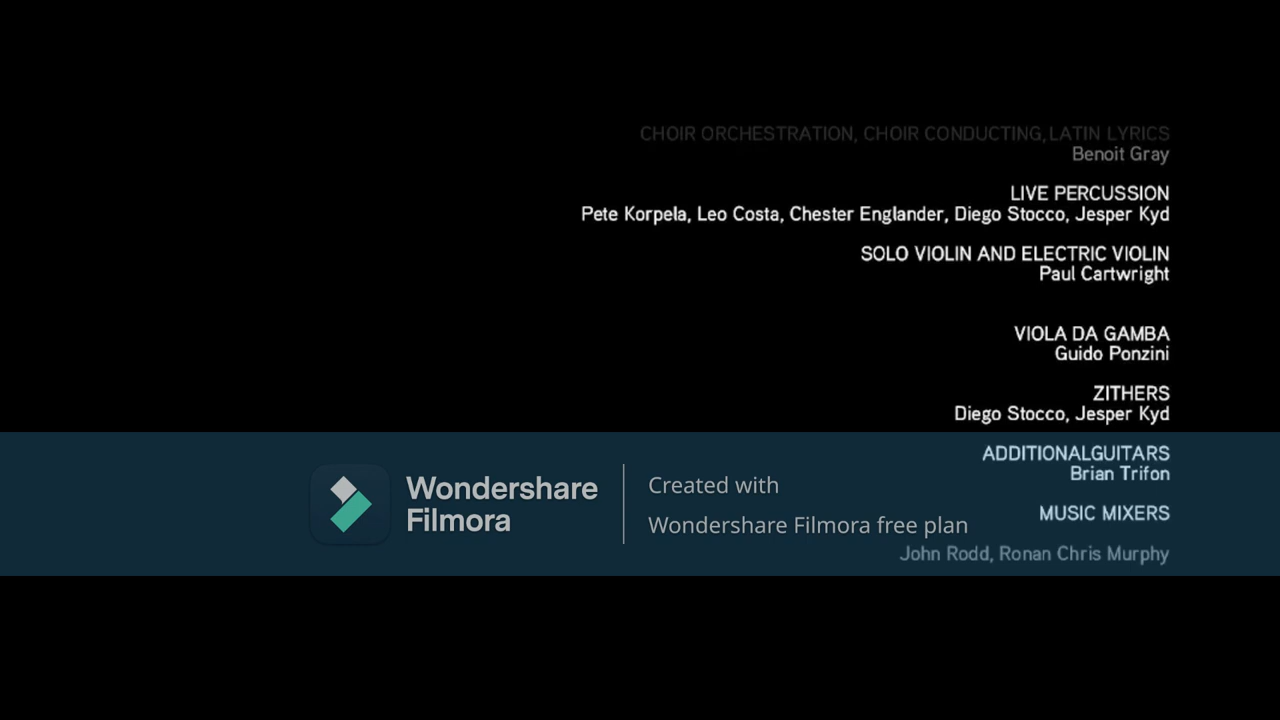 CHOIR ORCHESTRATION, CHOIR CONDUCTING,LATIN LYRICS
Benoit Gray
LIVE PERCUSSION
Pete Korpela, Leo Costa, Chester Englander, Diego Stocco, Jesper Kyd
SOLO VIOLIN AND ELECTRIC VIOLIN
Paul Cartwright
VIOLA DA GAMBA
Guido Ponzini
ZITHERS
Diego Stocco, Jesper Kyd
ADDITIONALGUITARS
Brian Trifon
MUSIC MIXERS
John Rodd, Ronan Chris Murphy
Wondershare
Filmora
Created with
Wondershare Filmora free plan